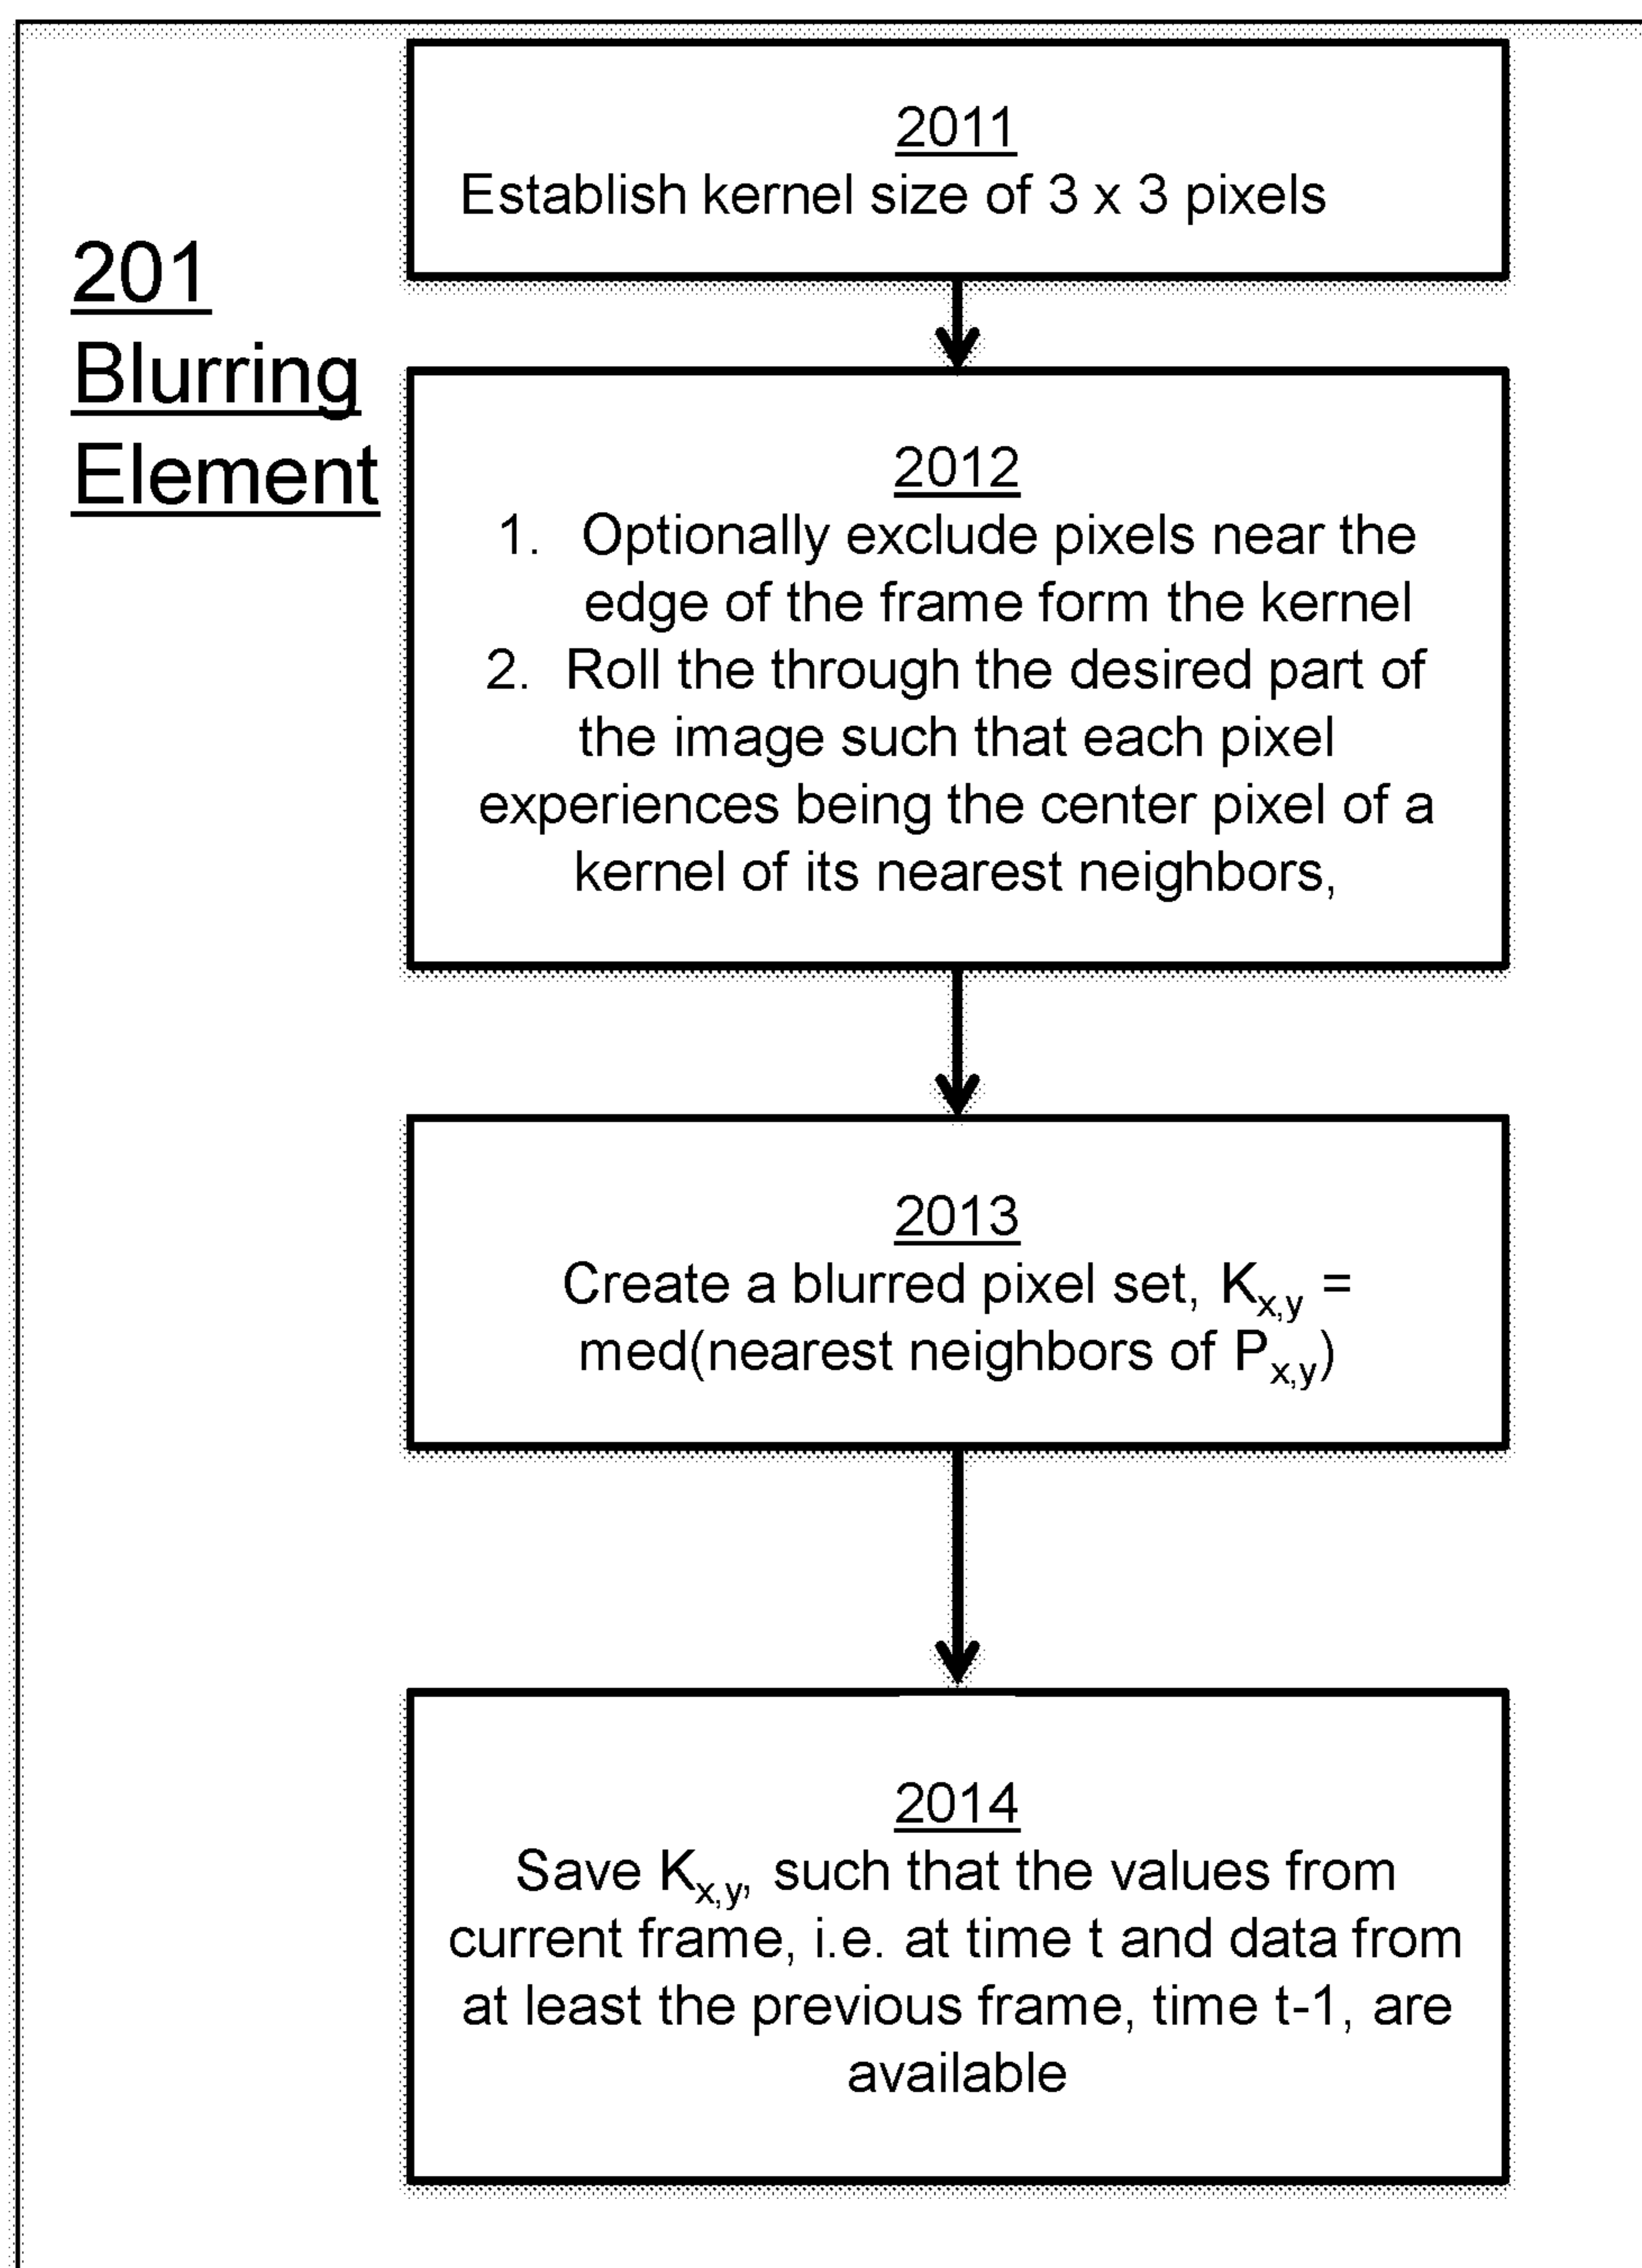 2011
Establish kernel size of 3 x 3 pixels
201
Blurring
Element
2012
1. Optionally exclude pixels near the
edge of the frame form the kernel
2. Roll the through the desired part of
the image such that each pixel
experiences being the center pixel of a
kernel of its nearest neighbors,
2013
Create a blurred pixel set, Kx,y =
med(nearest neighbors of Px,y)
2014
Save Kx,y, such that the values from
current frame, i.e. at time t and data from
at least the previous frame, time t-1, are
available